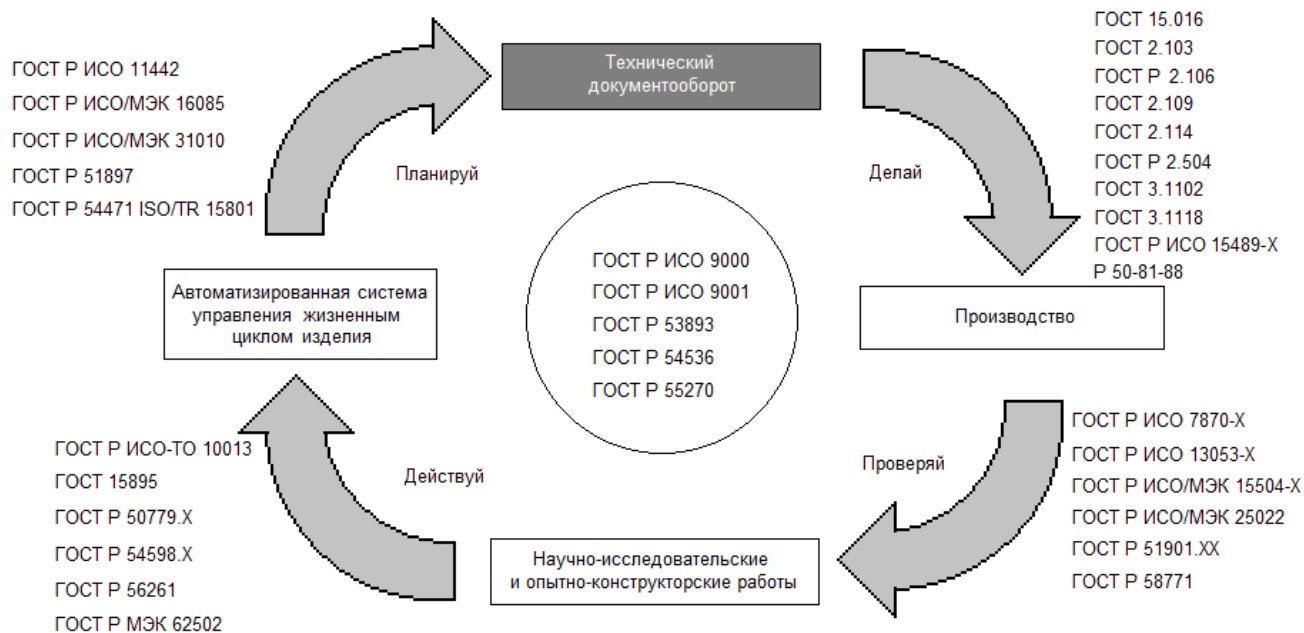 ГОСТ Р ИСО 11442
ГОСТ Р ИСО/МЭК 16085
ГОСТ Р ИСО/МЭК 31010
ГОСТ Р 51897
ГОСТ Р 54471 ISO/TR 15801
Планируй
Технический
документооборот
Делай
ГОСТ 15.016
ГОСТ 2.103
ГОСТ Р 2.106
ГОСТ 2.109
ГОСТ 2.114
ГОСТ Р 2.504
ГОСТ 3.1102
ГОСТ 3.1118
ГОСТ Р ИСО 15489-Х
Р 50-81-88
Автоматизированная система
управления жизненным
циклом изделия
ГОСТ Р ИСО 9000
ГОСТ Р ИСО 9001
ГОСТ Р 53893
ГОСТ Р 54536
ГОСТ Р 55270
Производство
ГОСТ Р ИСО-ТО 10013
ГОСТ 15895
ГОСТ Р 50779.Х
ГОСТ Р 54598.Х
ГОСТ Р 56261
ГОСТ Р МЭК 62502
Действуй
Научно-исследовательские
и опытно-конструкторские работы
Проверяй
ГОСТ Р ИСО 7870-Х
ГОСТ Р ИСО 13053-Х
ГОСТ Р ИСО/МЭК 15504-Х
ГОСТ Р ИСО/МЭК 25022
ГОСТ Р 51901.ХХ
ГОСТ Р 58771